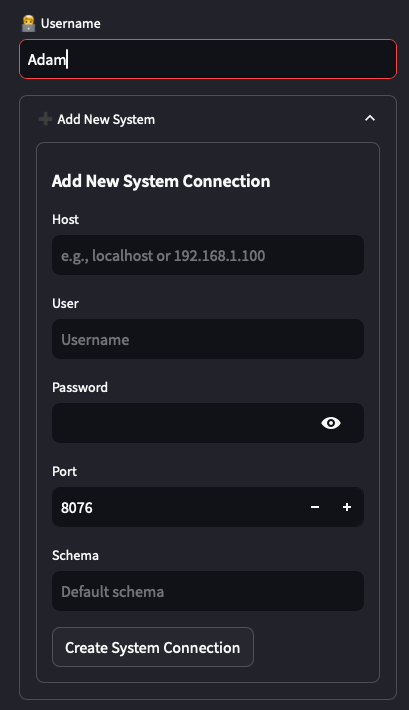 Username
Adam
Add New System
Add New System Connection
Host
e.g., localhost or 192.168.1.100
User
Username
Password
Port
8076
Schema
Default schema
Create System Connection